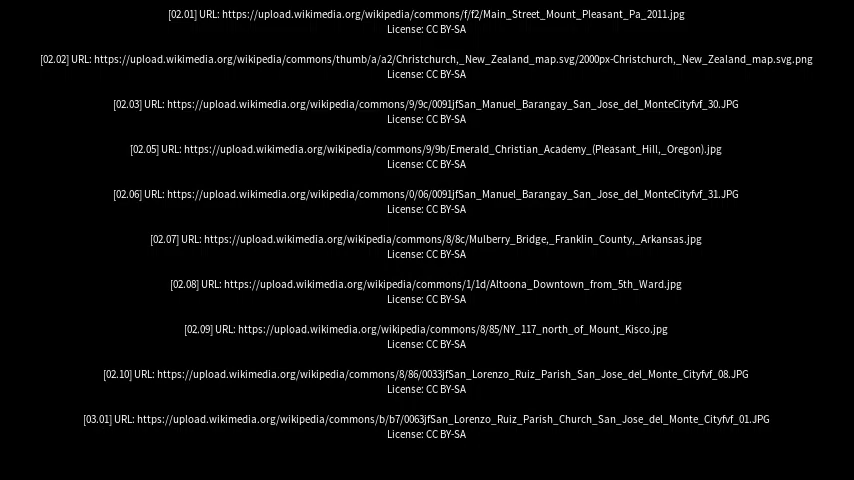 [02.01] URL: https://upload.wikimedia.org/wikipedia/commons/f/f2/Main_Street_Mount_Pleasant_Pa_2011.jpg
License: CC BY-SA
[02.02] URL: https://upload.wikimedia.org/wikipedia/commons/thumb/a/a2/Christchurch,_New_Zealand_map.svg/2000px-Christchurch,_New_Zealand_map.svg.png
License: CC BY-SA
[02.03] URL: https://upload.wikimedia.org/wikipedia/commons/9/9c/0091jfSan_Manuel_Barangay_San_Jose_del_MonteCityfvf_30.JPG
License: CC BY-SA
[02.05] URL: https://upload.wikimedia.org/wikipedia/commons/9/9b/Emerald_Christian_Academy_(Pleasant_Hill,_Oregon).jpg
License: CC BY-SA
[02.06] URL: https://upload.wikimedia.org/wikipedia/commons/0/06/0091jfSan_Manuel_Barangay_San_Jose_del_MonteCityfvf_31.JPG
License: CC BY-SA
[02.07] URL: https://upload.wikimedia.org/wikipedia/commons/8/8c/Mulberry_Bridge,_Franklin_County,_Arkansas.jpg
License: CC BY-SA
[02.08] URL: https://upload.wikimedia.org/wikipedia/commons/1/1d/Altoona_Downtown_from_5th_Ward.jpg
License: CC BY-SA
[02.09] URL: https://upload.wikimedia.org/wikipedia/commons/8/85/NY_117_north_of_Mount_Kisco.jpg
License: CC BY-SA
[02.10] URL: https://upload.wikimedia.org/wikipedia/commons/8/86/0033jfSan_Lorenzo_Ruiz_Parish_San_Jose_del_Monte_Cityfvf_08.JPG
License: CC BY-SA
[03.01] URL: https://upload.wikimedia.org/wikipedia/commons/b/b7/0063jfSan_Lorenzo_Ruiz_Parish_Church_San_Jose_del_Monte_Cityfvf_01.JPG
License: CC BY-SA